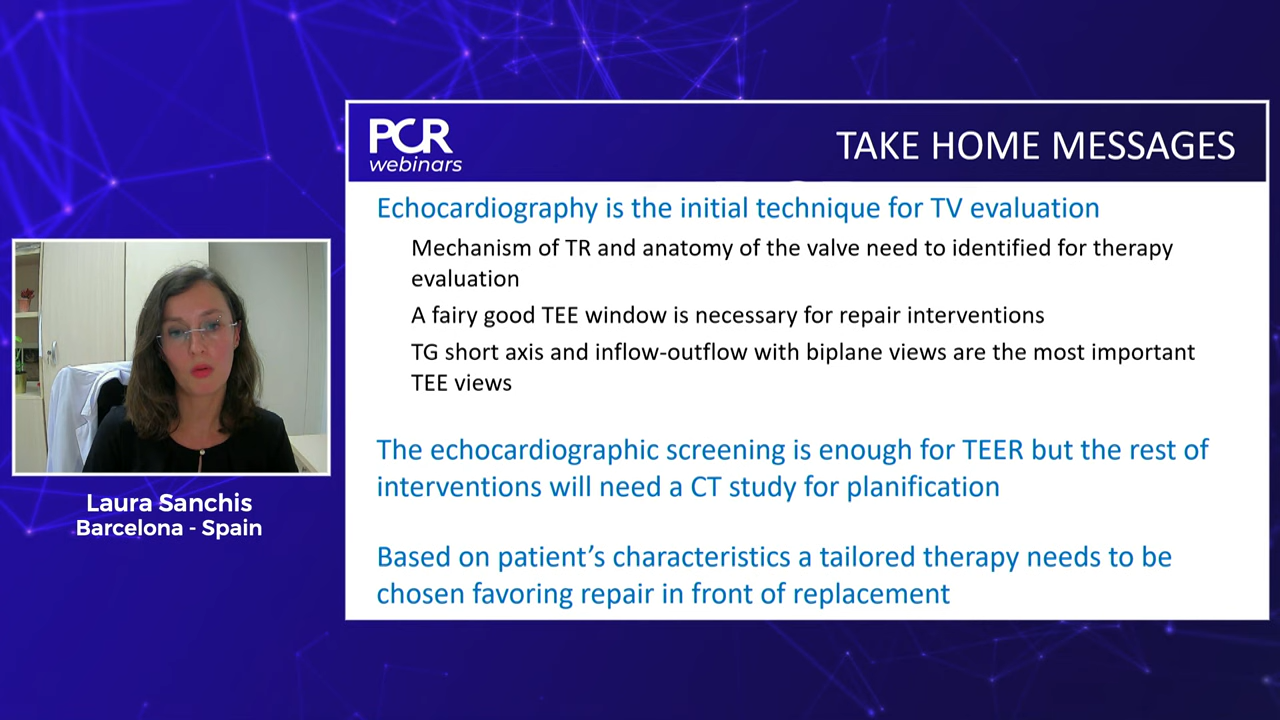 PCR
webinars
TAKE HOME MESSAGES
Echocardiography is the initial technique for TV evaluation
Mechanism of TR and anatomy of the valve need to identified for therapy
evaluation
A fairy good TEE window is necessary for repair interventions
TG short axis and inflow-outflow with biplane views are the most important
TEE views
The echocardiographic screening is enough for TEER but the rest of
interventions will need a CT study for planification
Based on patient’s characteristics a tailored therapy needs to be
chosen favoring repair in front of replacement
Laura Sanchis
Barcelona - Spain